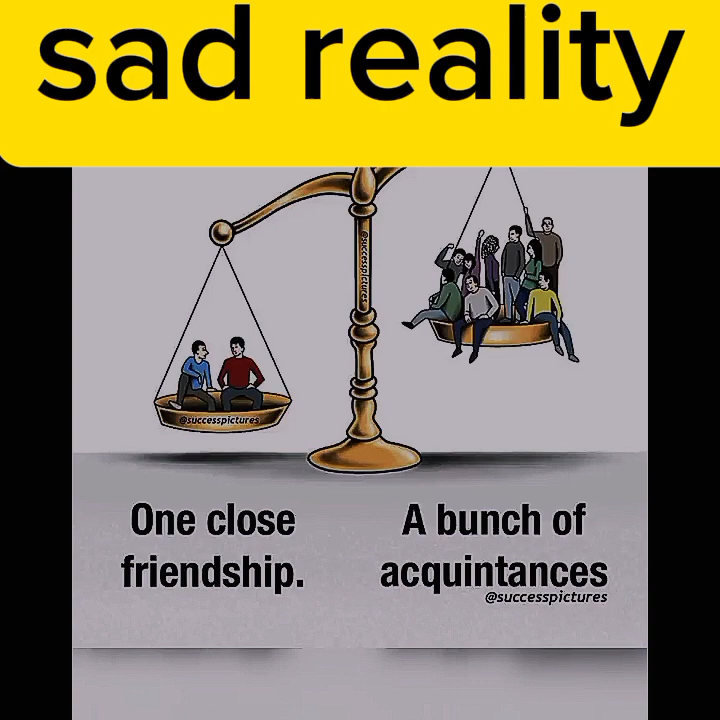 sad reality
@successpictures
@successpictures
One close
friendship.
A bunch of
acquintances
@successpictures